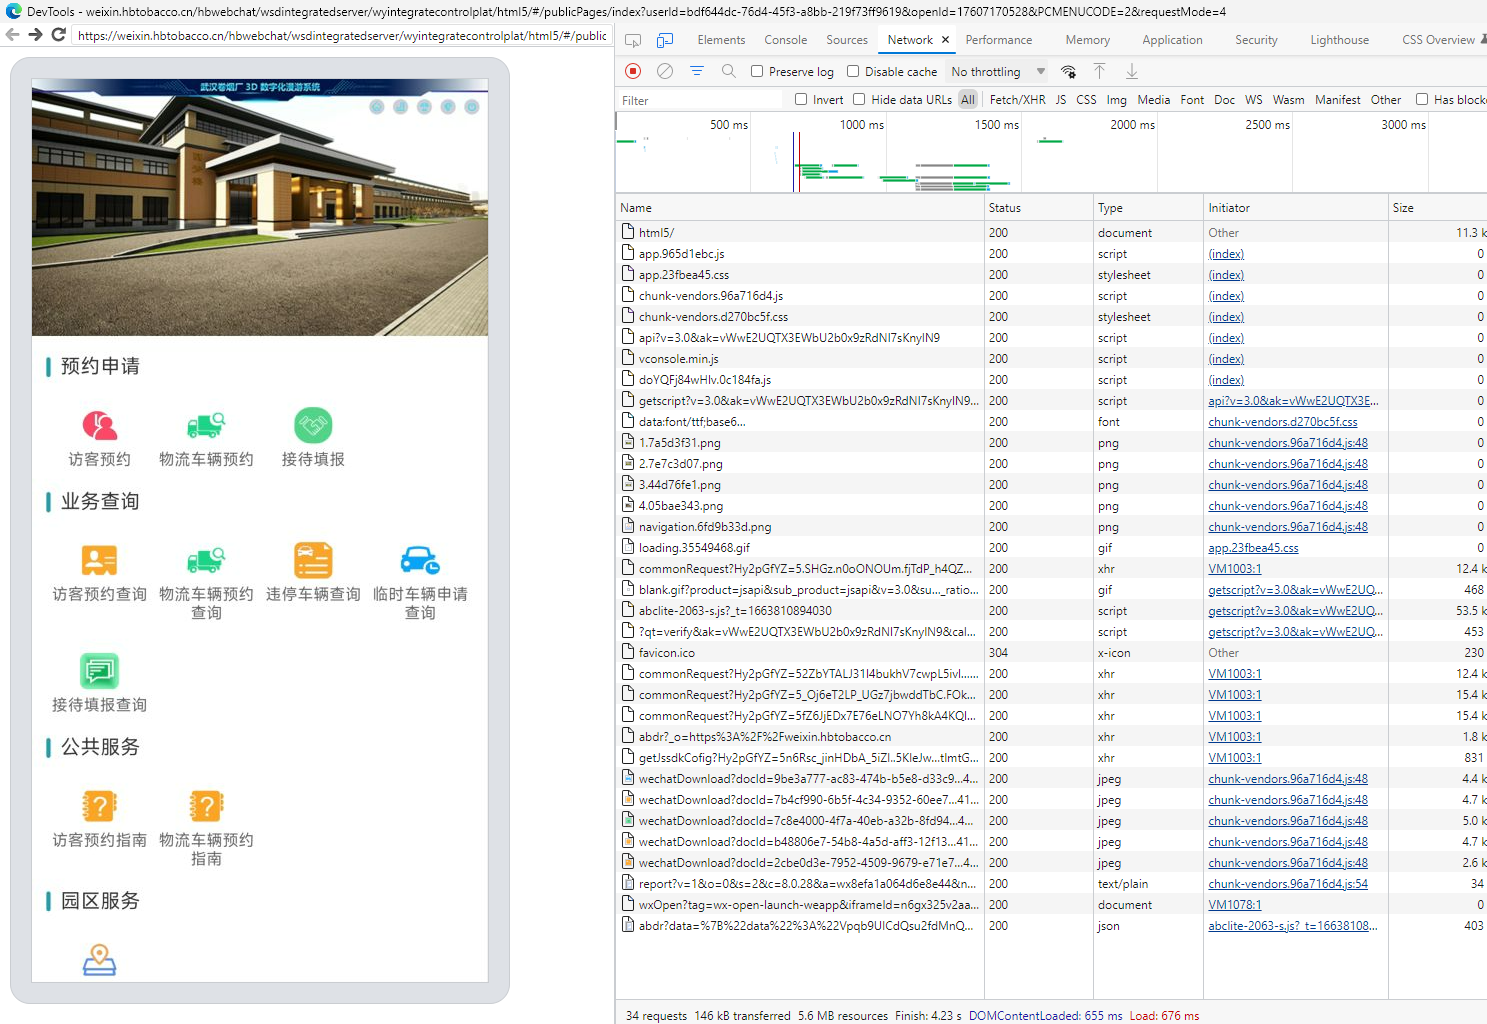 DevTools - weixin.hbtobacco.cn/hbwebchat/wsdintegratedserver/wyintegratecontrolplat/html5/#/publicPages/index?userId=bdf644dc-76d4-45f3-a8bb-219f73ff9619&openId=17607170528&PCMENUCODE=2&requestMode=4
https://weixin.hbtobacco.cn/hbwebchat/wsdintegratedserver/wyintegratecontrolplat/html5/#/public
武汉卷烟厂 3D 数字化漫游系统
预约申请
访客预约 物流车辆预约 接待填报
业务查询
访客预约查询 物流车辆预约查询 违停车辆查询 临时车辆申请查询
接待填报查询
公共服务
访客预约指南 物流车辆预约指南
园区服务
Elements Console Sources Network × Performance Memory Application Security Lighthouse CSS Overview
Preserve log Disable cache No throttling
Filter Invert Hide data URLs All Fetch/XHR JS CSS Img Media Font Doc WS Wasm Manifest Other Has blocke
500 ms 1000 ms 1500 ms 2000 ms 2500 ms 3000 ms
Name Status Type Initiator Size
html5/ 200 document Other 11.3 k
app.965d1ebc.js 200 script (index) 0
app.23fbea45.css 200 stylesheet (index) 0
chunk-vendors.96a716d4.js 200 script (index) 0
chunk-vendors.d270bc5f.css 200 stylesheet (index) 0
api?v=3.0&ak=vWwE2UQTX3EWbU2b0x9zRdNI7sKnyIN9 200 script (index) 0
vconsole.min.js 200 script (index) 0
doYQFj84wHIv.0c184fa.js 200 script (index) 0
getscript?v=3.0&ak=vWwE2UQTX3EWbU2b0x9zRdNI7sKnyIN9... 200 script api?v=3.0&ak=vWwE2UQTX3E... 0
data:font/ttf;base6... 200 font chunk-vendors.d270bc5f.css 0
1.7a5d3f31.png 200 png chunk-vendors.96a716d4.js:48 0
2.7e7c3d07.png 200 png chunk-vendors.96a716d4.js:48 0
3.44d76fe1.png 200 png chunk-vendors.96a716d4.js:48 0
4.05bae343.png 200 png chunk-vendors.96a716d4.js:48 0
navigation.6fd9b33d.png 200 png chunk-vendors.96a716d4.js:48 0
loading.35549468.gif 200 gif app.23fbea45.css 0
commonRequest?Hy2pGfYZ=5.SHGz.n0oONOUm.fjTdP_h4QZ... 200 xhr VM1003:1 12.4 k
blank.gif?product=jsapi&sub_product=jsapi&v=3.0&su..._ratio... 200 gif getscript?v=3.0&ak=vWwE2UQ... 468
abclite-2063-s.js?_t=1663810894030 200 script getscript?v=3.0&ak=vWwE2UQ... 53.5 k
?qt=verify&ak=vWwE2UQTX3EWbU2b0x9zRdNI7sKnyIN9&cal... 200 script getscript?v=3.0&ak=vWwE2UQ... 453
favicon.ico 304 x-icon Other 230
commonRequest?Hy2pGfYZ=52ZbYTALJ31I4bukhV7cwpL5ivI...... 200 xhr VM1003:1 12.4 k
commonRequest?Hy2pGfYZ=5_Oj6eT2LP_UGz7jbwddTbC.FOk... 200 xhr VM1003:1 15.4 k
commonRequest?Hy2pGfYZ=5fZ6JjEDx7E76eLNO7Yh8kA4KQI... 200 xhr VM1003:1 15.4 k
abdr?_o=https%3A%2F%2Fweixin.hbtobacco.cn 200 xhr VM1003:1 1.8 k
getJssdkCofig?Hy2pGfYZ=5n6Rsc_jinHDbA_5iZI..5KleJw...tlmtG... 200 xhr VM1003:1 831
wechatDownload?docId=9be3a777-ac83-474b-b5e8-d33c9...4... 200 jpeg chunk-vendors.96a716d4.js:48 4.4 k
wechatDownload?docId=7b4cf990-6b5f-4c34-9352-60ee7...41... 200 jpeg chunk-vendors.96a716d4.js:48 4.7 k
wechatDownload?docId=7c8e4000-4f7a-40eb-a32b-8fd94...4... 200 jpeg chunk-vendors.96a716d4.js:48 5.0 k
wechatDownload?docId=b48806e7-54b8-4a5d-aff3-12f13...41... 200 jpeg chunk-vendors.96a716d4.js:48 4.7 k
wechatDownload?docId=2cbe0d3e-7952-4509-9679-e71e7...4... 200 jpeg chunk-vendors.96a716d4.js:48 2.6 k
report?v=1&o=0&s=2&c=8.0.28&a=wx8efa1a064d6e8e44&n... 200 text/plain chunk-vendors.96a716d4.js:54 34
wxOpen?tag=wx-open-launch-weapp&iframeId=n6gx325v2aa... 200 document VM1078:1 0
abdr?data=%7B%22data%22%3A%22Vpqb9UICdQsu2fdMnQ... 200 json abclite-2063-s.js?_t=16638108... 403
34 requests 146 kB transferred 5.6 MB resources Finish: 4.23 s DOMContentLoaded: 655 ms Load: 676 ms